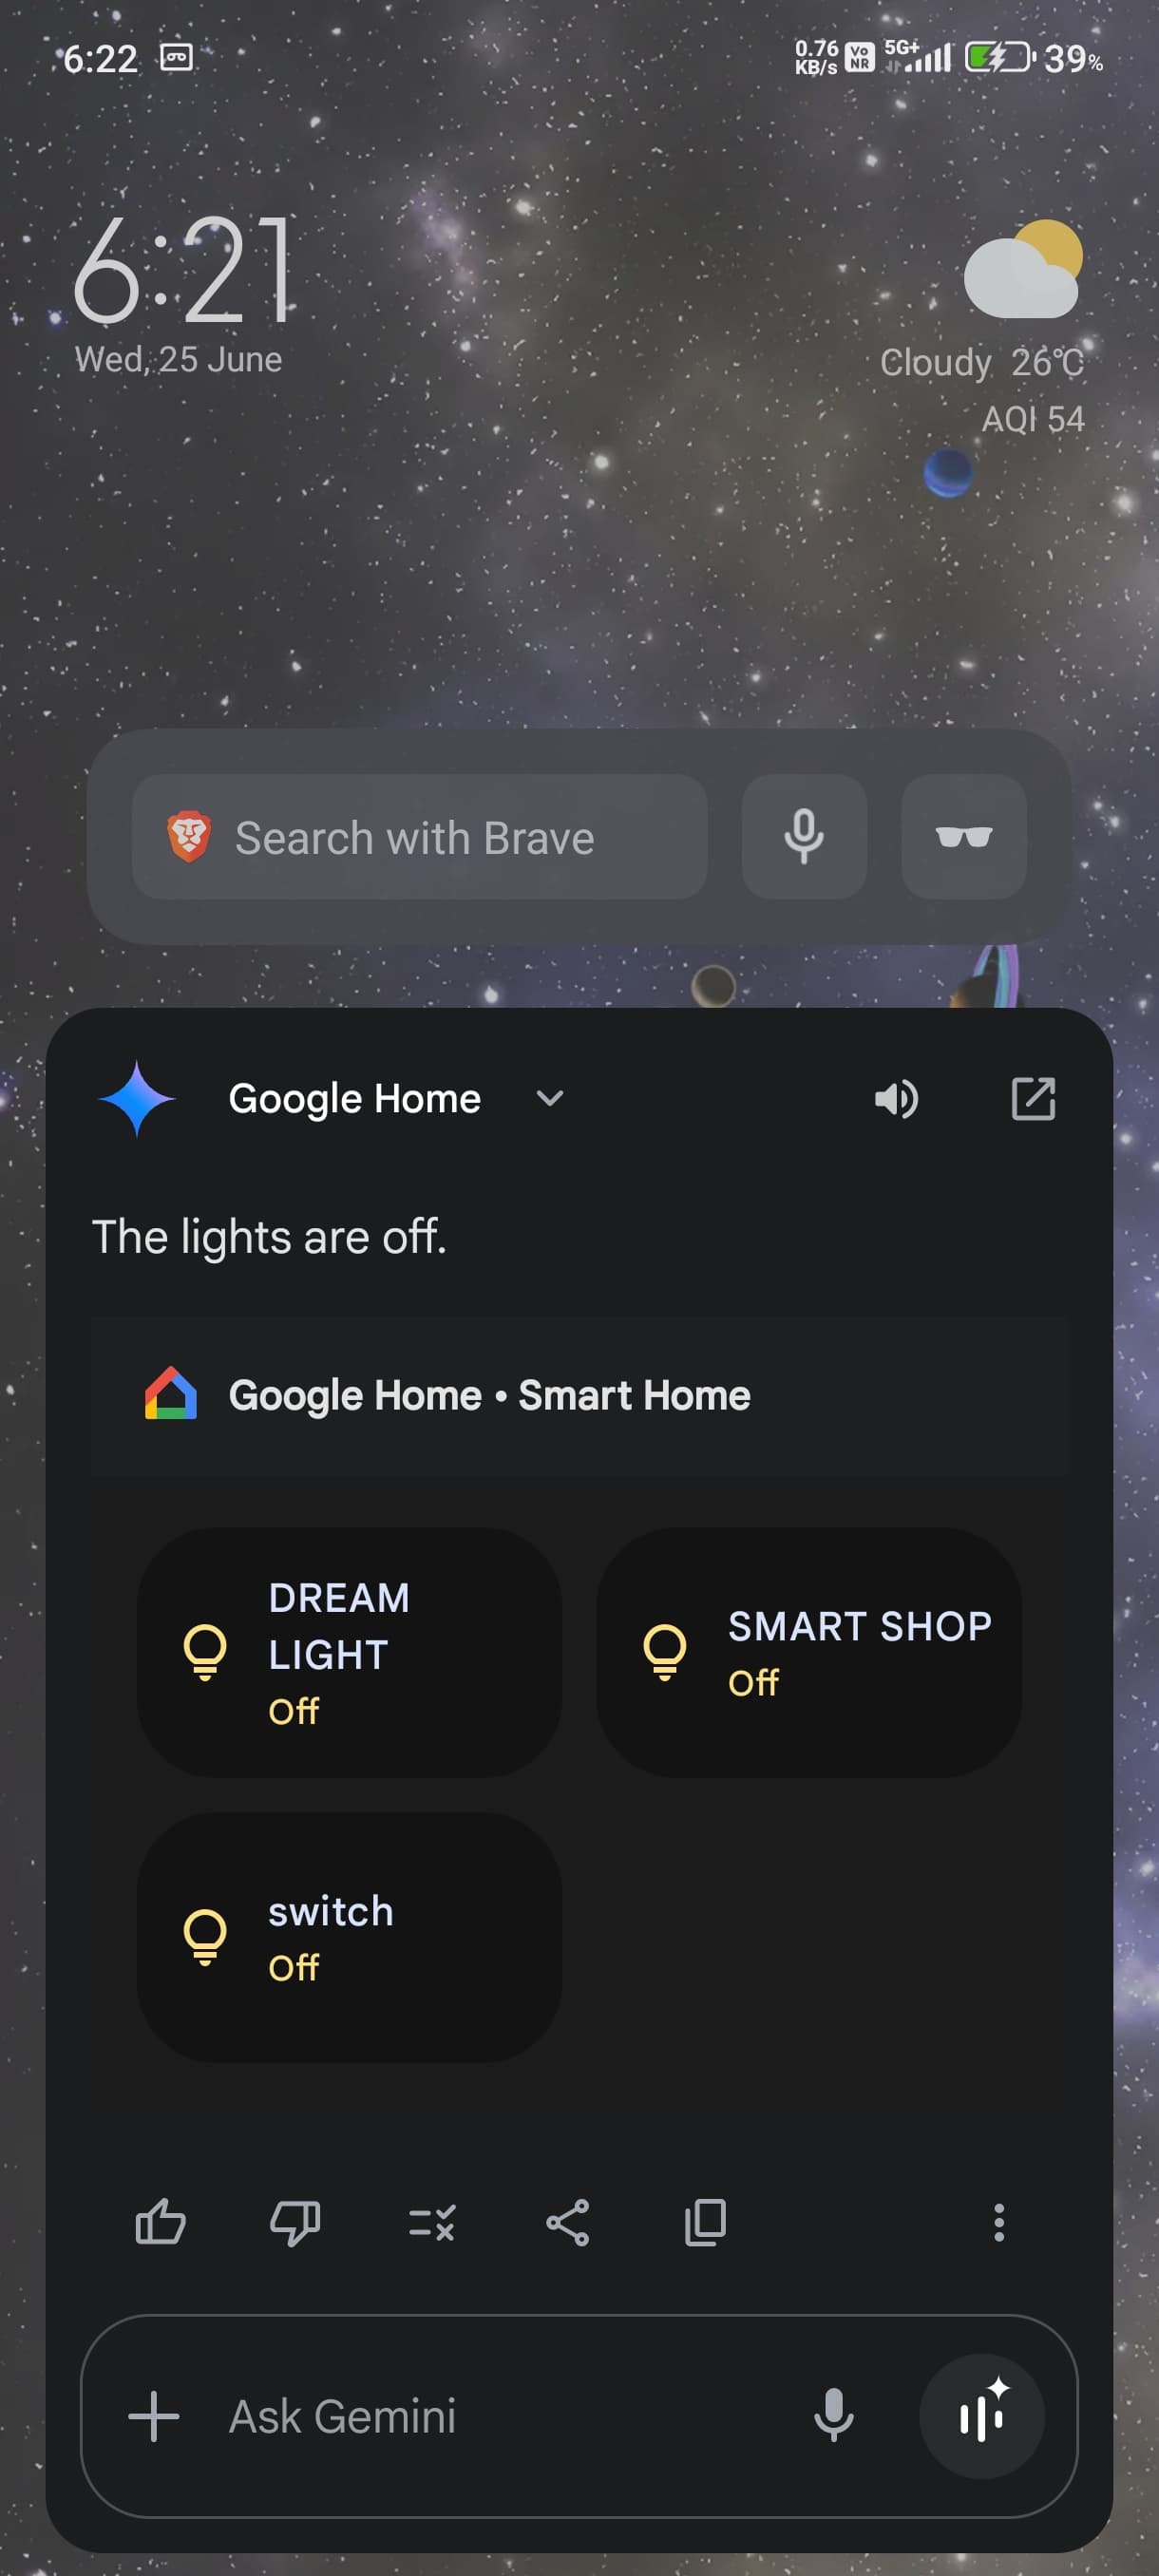 6:22
0.76 KB/s Vo NR 5G+ 39%
6:21
Wed, 25 June
Cloudy 26°C
AQI 54
Search with Brave
Google Home
The lights are off.
Google Home • Smart Home
DREAM
LIGHT
Off
SMART SHOP
Off
switch
Off
Ask Gemini